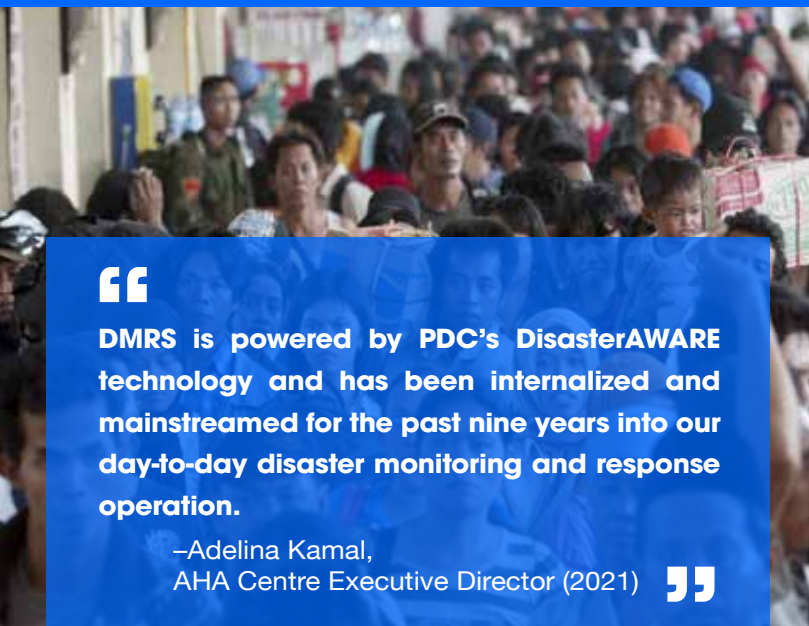 “
DMRS is powered by PDC’s DisasterAWARE
technology and has been internalized and
mainstreamed for the past nine years into our
day-to-day disaster monitoring and response
operation.
–Adelina Kamal,
AHA Centre Executive Director (2021)
”